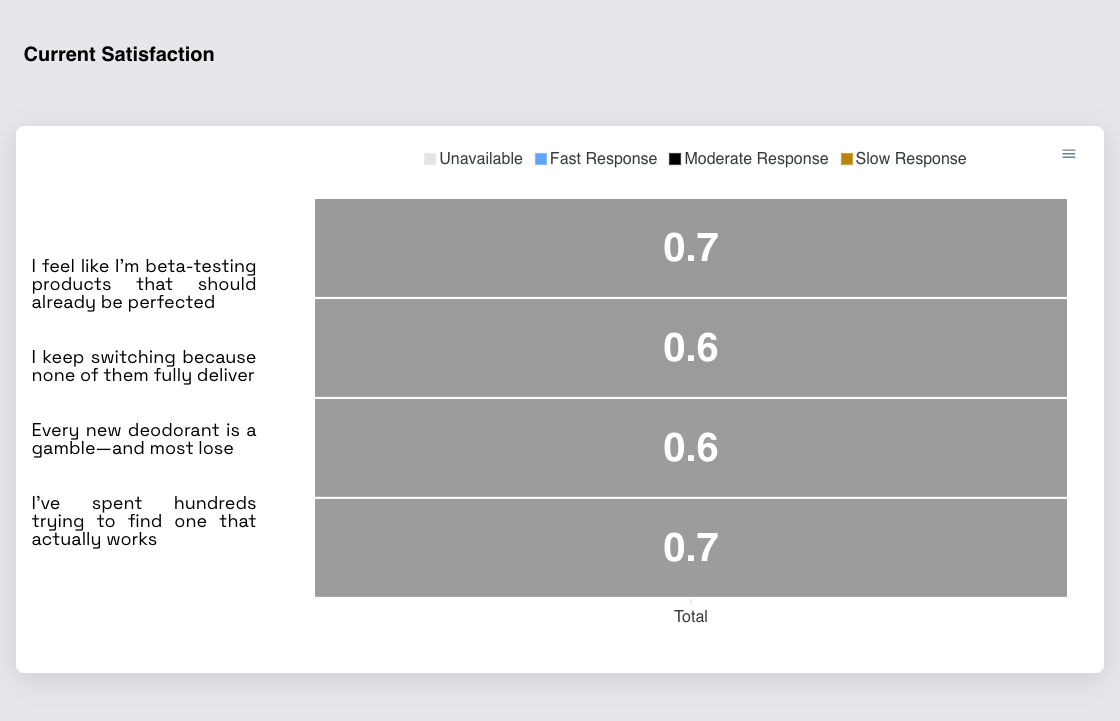 Current Satisfaction
Unavailable Fast Response Moderate Response Slow Response
I feel like I'm beta-testing
products that should
already be perfected
0.7
I keep switching because
none of them fully deliver
0.6
Every new deodorant is a
gamble—and most lose
0.6
I've spent hundreds
trying to find one that
actually works
0.7
Total